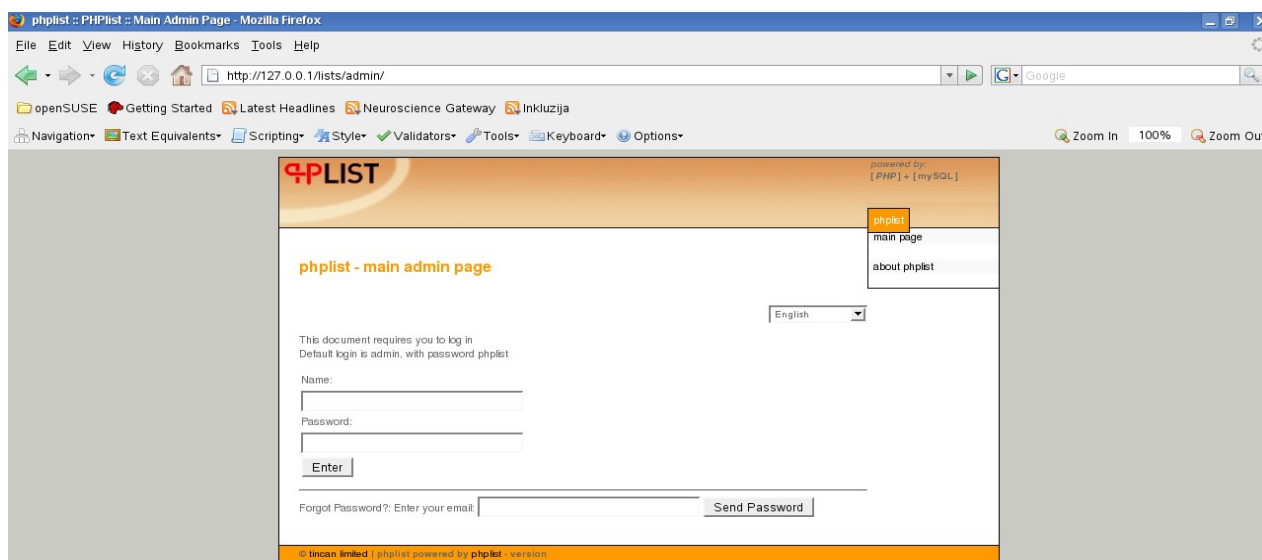 phplist :: PHPlist :: Main Admin Page - Mozilla Firefox
File Edit View History Bookmarks Tools Help
http://127.0.0.1/lists/admin/ G Google
openSUSE Getting Started Latest Headlines Neuroscience Gateway Inkluzija
Navigation Text Equivalents Scripting Style Validators Tools Keyboard Options Zoom In 100% Zoom Out
PHPLIST
powered by:
[PHP] + [mySQL]
phplist
main page
phplist - main admin page
about phplist
English
This document requires you to log in
Default login is admin, with password phplist
Name:
Password:
Enter
Forgot Password?: Enter your email: Send Password
© tincan limited | phplist powered by phplist - version